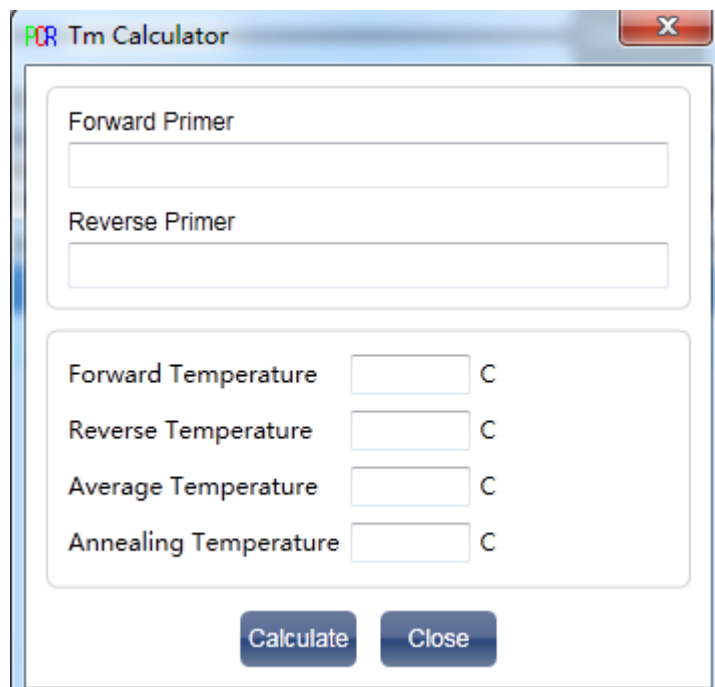 PCR Tm Calculator
Forward Primer
Reverse Primer
Forward Temperature C
Reverse Temperature C
Average Temperature C
Annealing Temperature C
Calculate Close